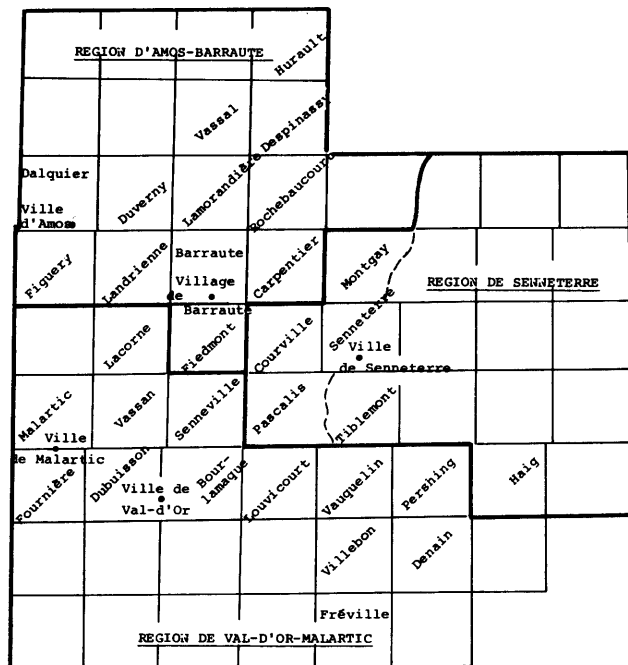 REGION D'AMOS-BARRAUTE
Hurault
Vassal
Despinassy
Dalquier
Duverny
Lamorandière
Rochebaucourt
Ville
d'Amos
Figuery
Landrienne
Barraute
Village
de
Barraute
Carpentier
Montgay
REGION DE SENNETERRE
Lacorne
Fiedmont
Courville
Senneterre
Ville
de Senneterre
Malartic
Vassan
Senneville
Pascalis
Tiblemont
Ville
de Malartic
Fournière
Dubuisson
Ville de
Val-d'Or
Bour-
lamaque
Louvicourt
Vauquelin
Pershing
Haig
Villebon
Denain
Fréville
REGION DE VAL-D'OR-MALARTIC